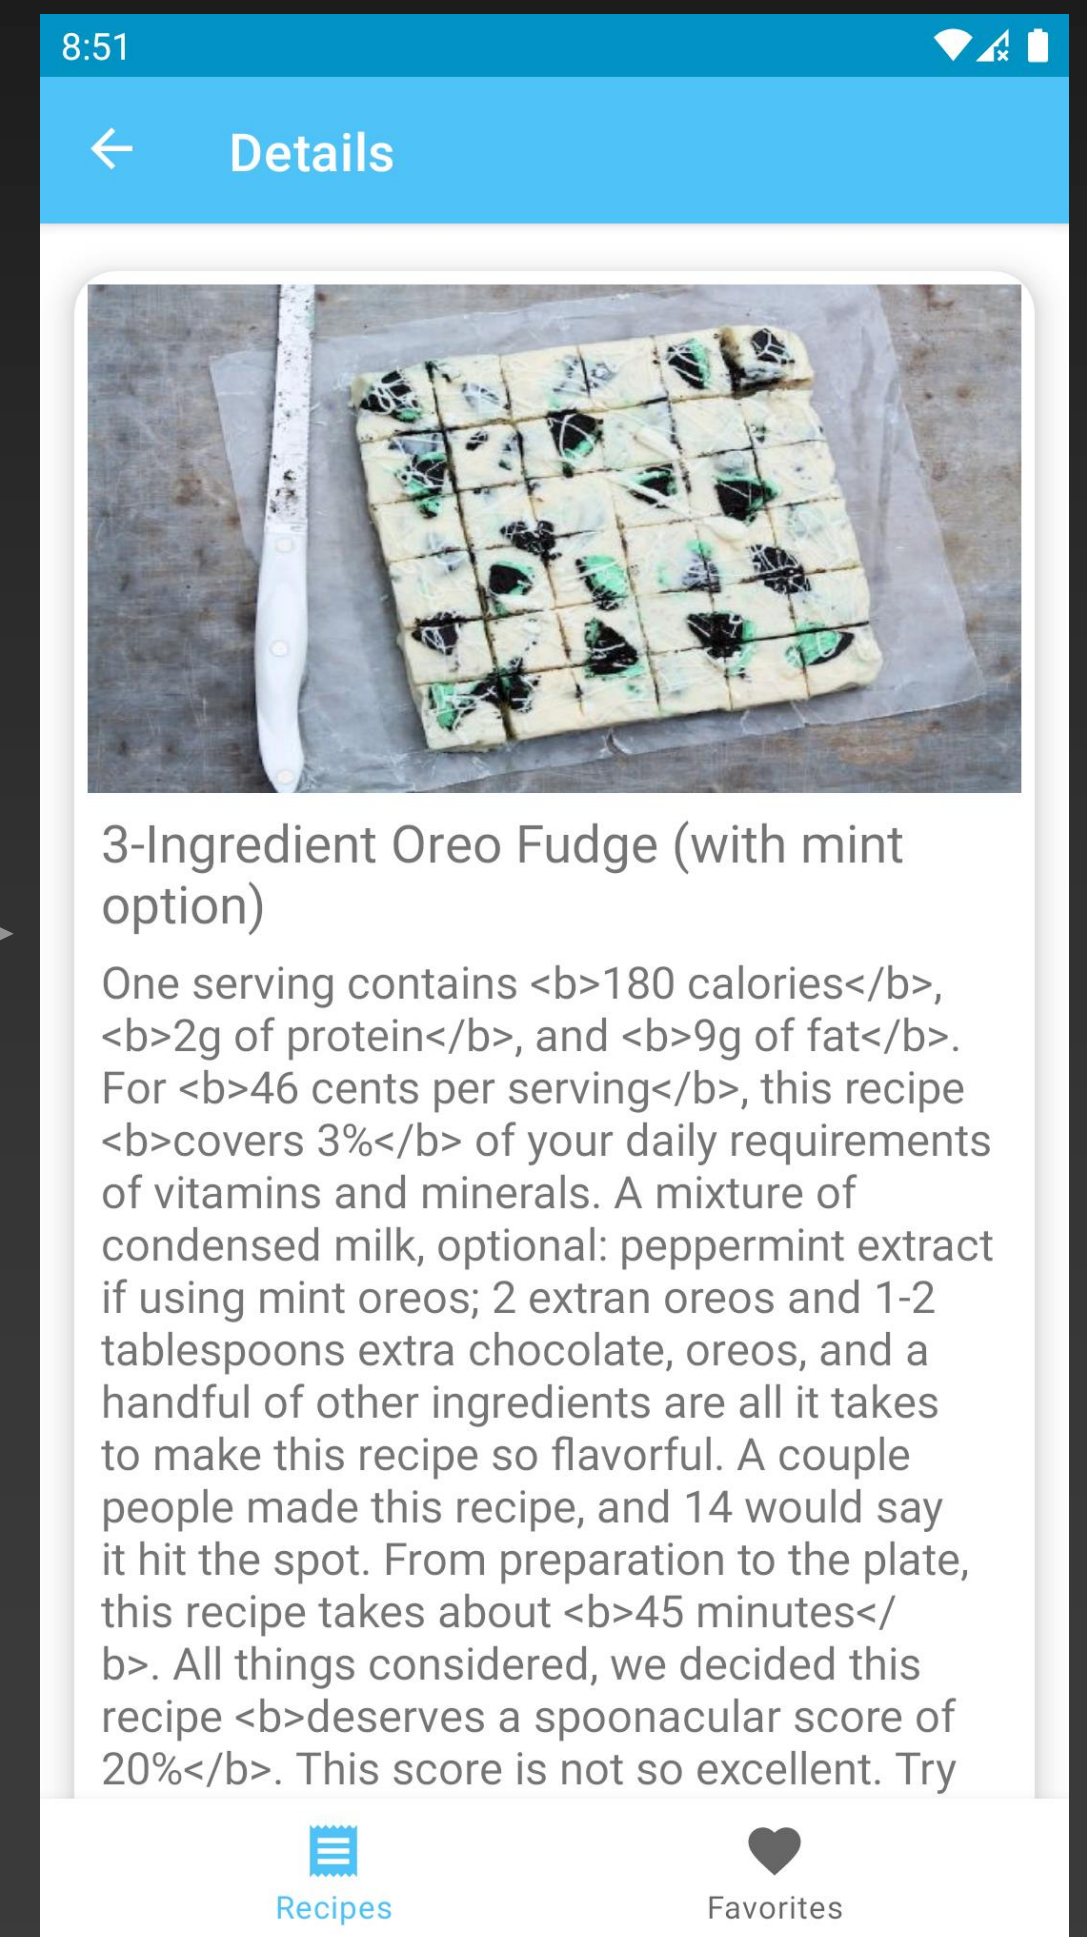 8:51
Details
3-Ingredient Oreo Fudge (with mint
option)
One serving contains <b>180 calories</b>,
<b>2g of protein</b>, and <b>9g of fat</b>.
For <b>46 cents per serving</b>, this recipe
<b>covers 3%</b> of your daily requirements
of vitamins and minerals. A mixture of
condensed milk, optional: peppermint extract
if using mint oreos; 2 extran oreos and 1-2
tablespoons extra chocolate, oreos, and a
handful of other ingredients are all it takes
to make this recipe so flavorful. A couple
people made this recipe, and 14 would say
it hit the spot. From preparation to the plate,
this recipe takes about <b>45 minutes</
b>. All things considered, we decided this
recipe <b>deserves a spoonacular score of
20%</b>. This score is not so excellent. Try
Recipes
Favorites